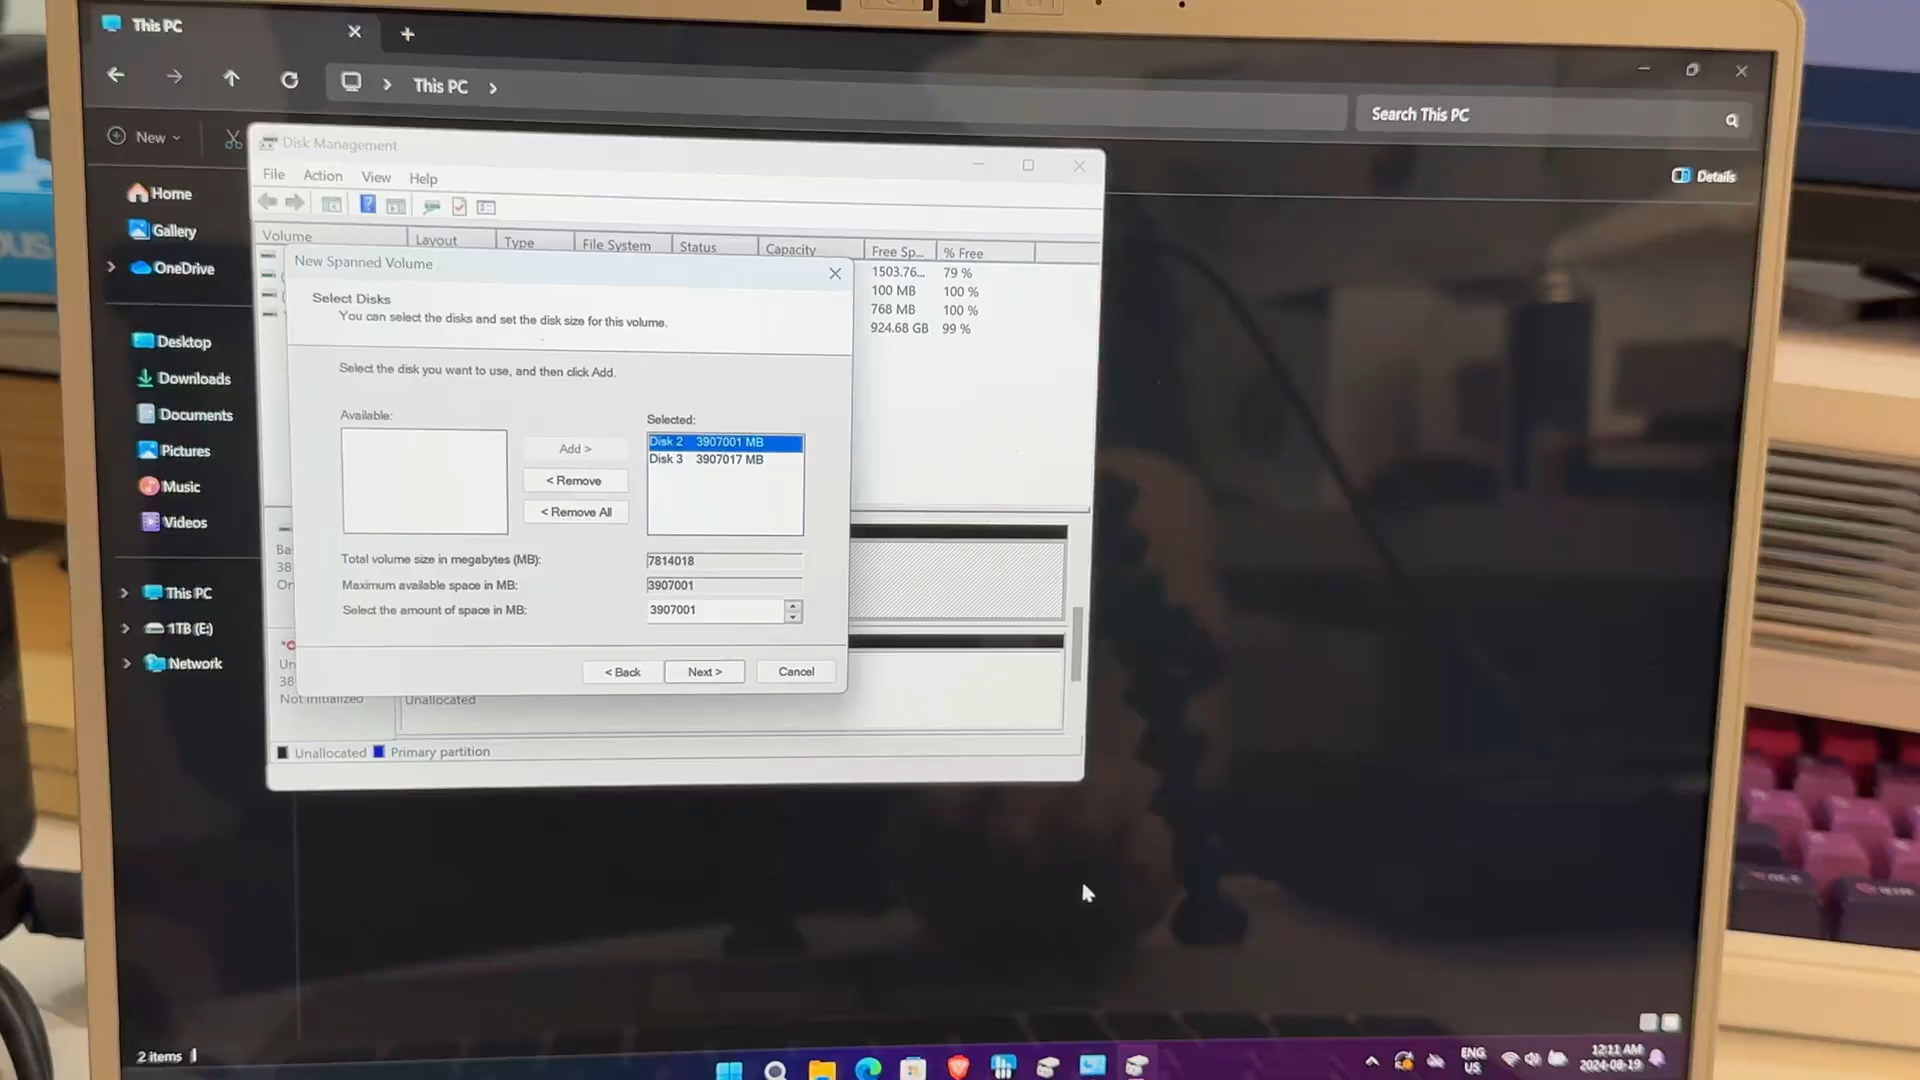 This PC
This PC
Search This PC
New
Details
Disk Management
File Action View Help
Volume Layout Type File System Status Capacity Free Sp... % Free
1503.76... 79 %
100 MB 100 %
768 MB 100 %
924.68 GB 99 %
Home
Gallery
OneDrive
Desktop
Downloads
Documents
Pictures
Music
Videos
This PC
1TB (E:)
Network
New Spanned Volume
Select Disks
You can select the disks and set the disk size for this volume.
Select the disk you want to use, and then click Add.
Available:
Selected:
Add >
< Remove
< Remove All
Disk 2 3907001 MB
Disk 3 3907017 MB
Total volume size in megabytes (MB): 7814018
Maximum available space in MB: 3907001
Select the amount of space in MB: 3907001
< Back Next > Cancel
Ba
38
On
Un
38
Not Initialized
Unallocated
Unallocated Primary partition
2 items
ENG
US
12:11 AM
2024-08-19